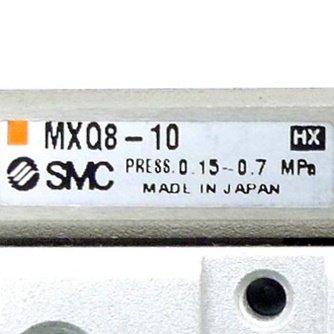 MXQ8-10 HX
SMC PRESS.0.15~0.7 MPa
MADE IN JAPAN